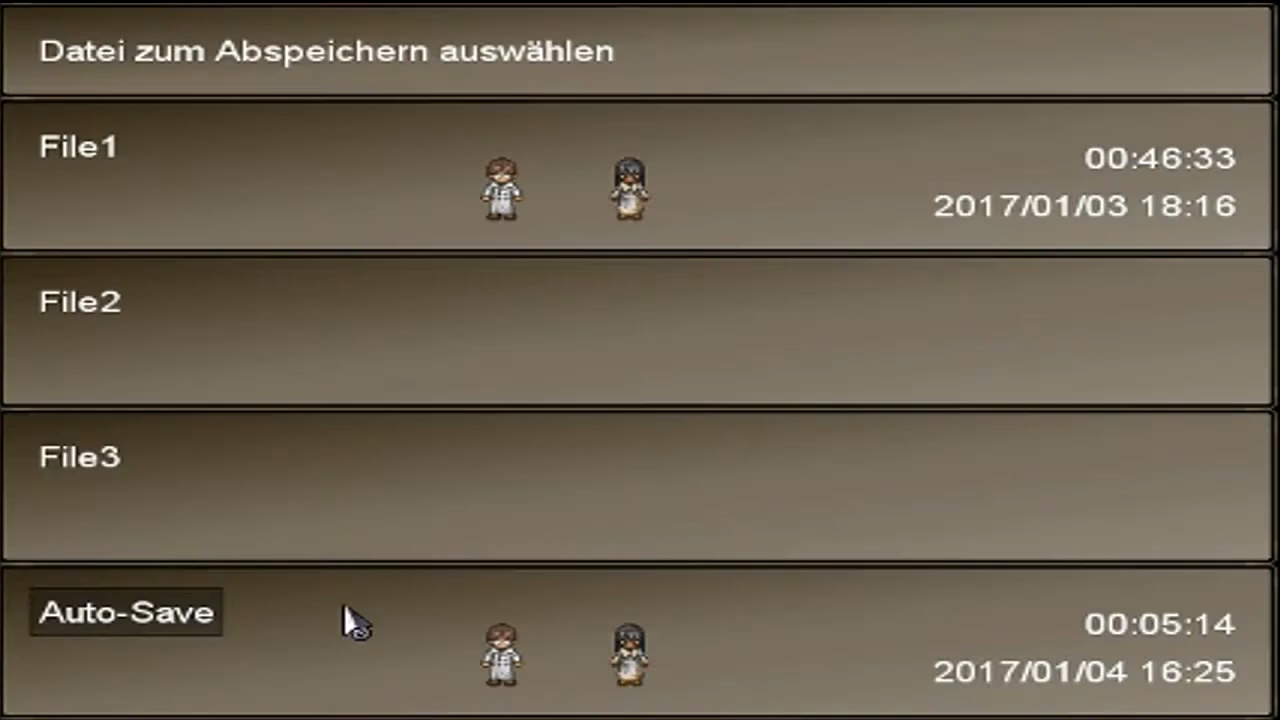 Datei zum Abspeichern auswählen
File1
00:46:33
2017/01/03 18:16
File2
File3
Auto-Save
00:05:14
2017/01/04 16:25